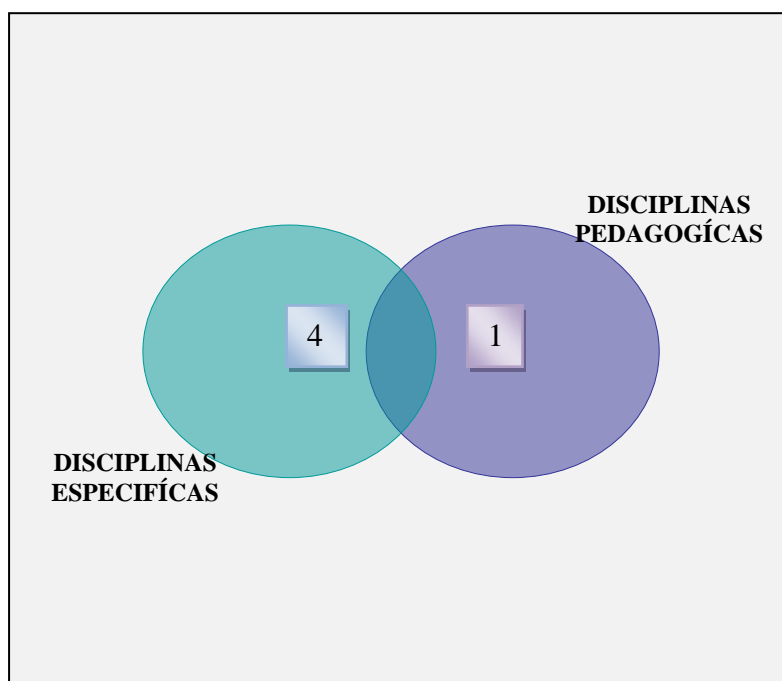 DISCIPLINAS
PEDAGOGÍCAS
4
1
DISCIPLINAS
ESPECIFÍCAS